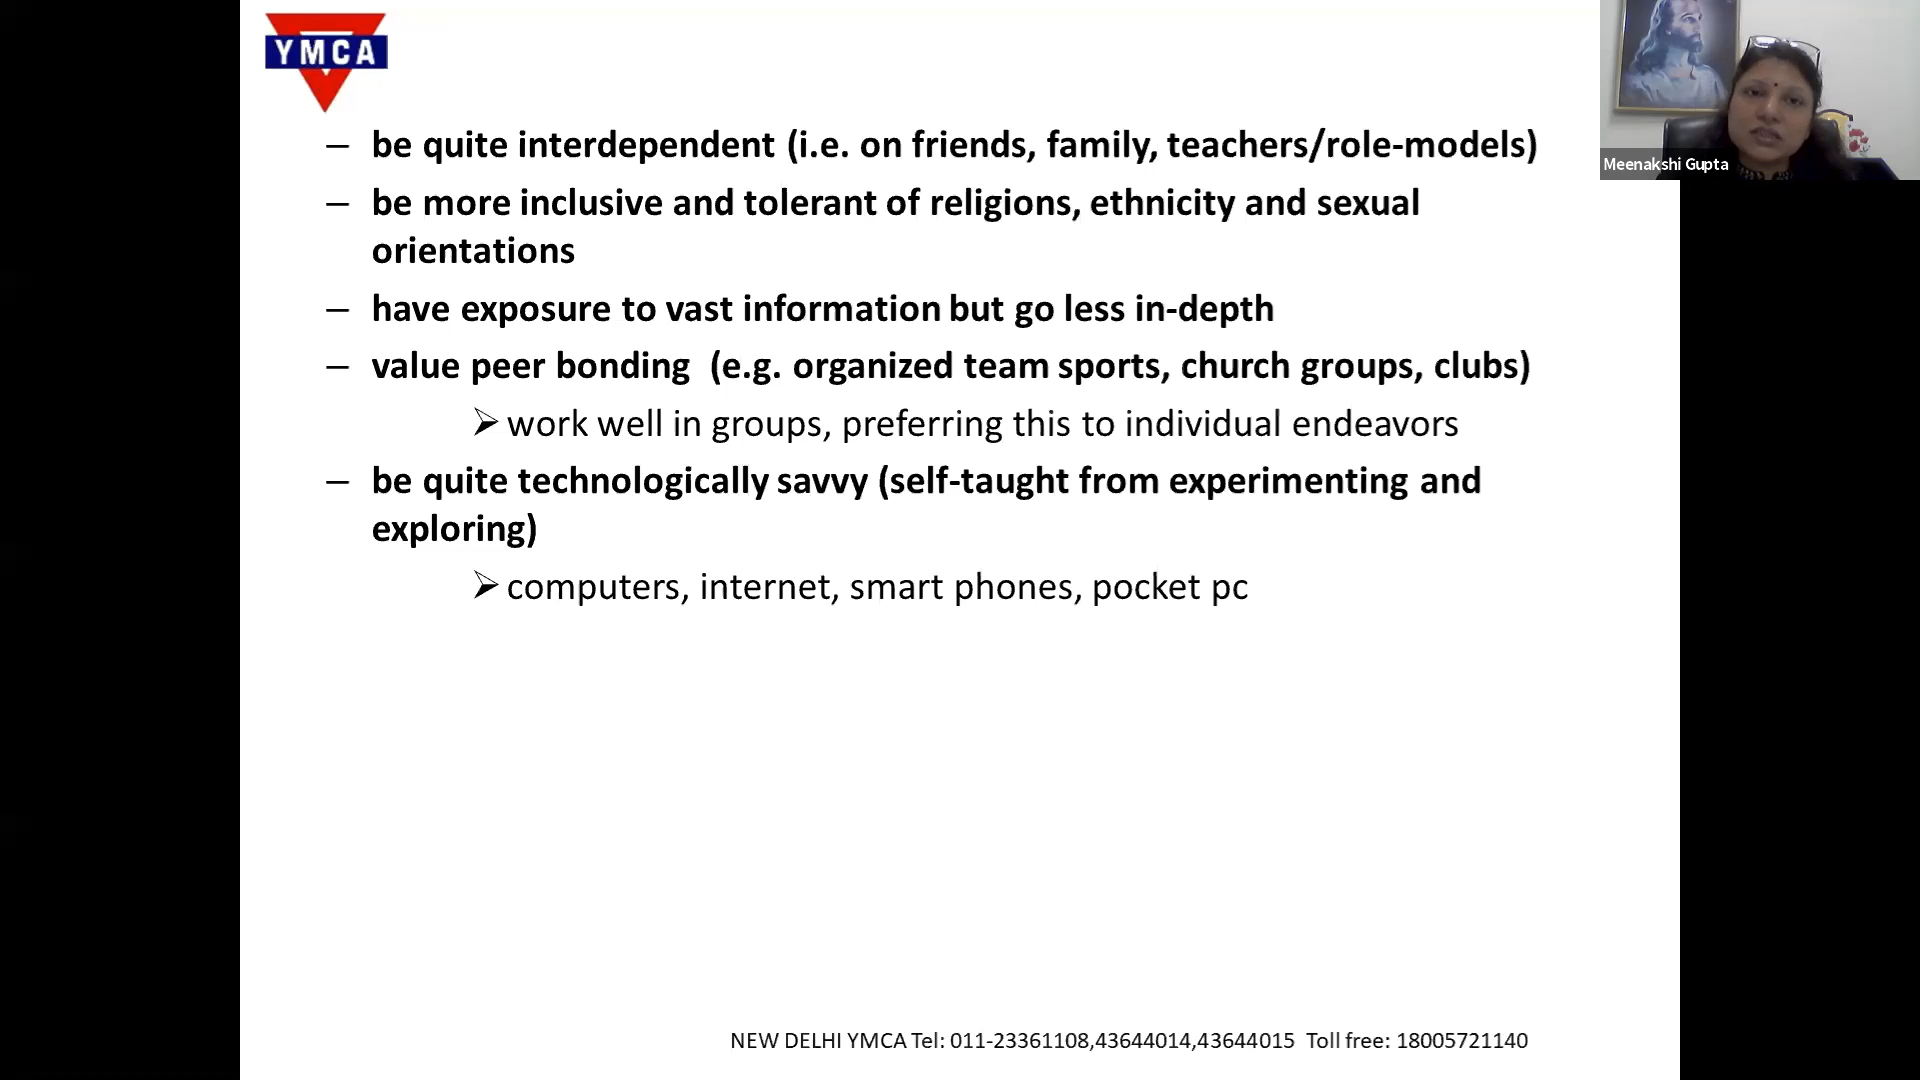 YMCA
Meenakshi Gupta
– be quite interdependent (i.e. on friends, family, teachers/role-models)
– be more inclusive and tolerant of religions, ethnicity and sexual
orientations
– have exposure to vast information but go less in-depth
– value peer bonding  (e.g. organized team sports, church groups, clubs)
➢ work well in groups, preferring this to individual endeavors
– be quite technologically savvy (self-taught from experimenting and
exploring)
➢ computers, internet, smart phones, pocket pc
NEW DELHI YMCA Tel: 011-23361108,43644014,43644015  Toll free: 18005721140